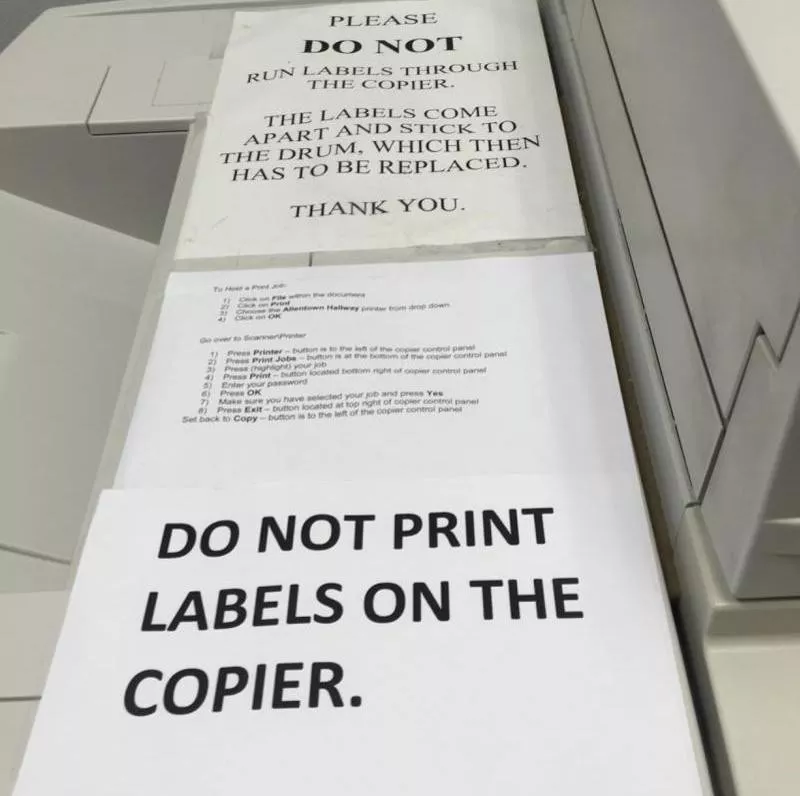 PLEASE
DO NOT
RUN LABELS THROUGH
THE COPIER.
THE LABELS COME
APART AND STICK TO
THE DRUM, WHICH THEN
HAS TO BE REPLACED.
THANK YOU.
To Hold a Print Job:
1) Click on File within the document
2) Click on Print
3) Choose the Allentown Hallway printer from drop down
4) Click on OK
Go over to Scanner/Printer
1) Press Printer – button is to the left of the copier control panel
2) Press Print Jobs – button is at the bottom of the copier control panel
3) Press (highlight) your job
4) Press Print – button located bottom right of copier control panel
5) Enter your password
6) Press OK
7) Make sure you have selected your job and press Yes
8) Press Exit – button located at top right of copier control panel
Set back to Copy – button is to the left of the copier control panel
DO NOT PRINT
LABELS ON THE
COPIER.